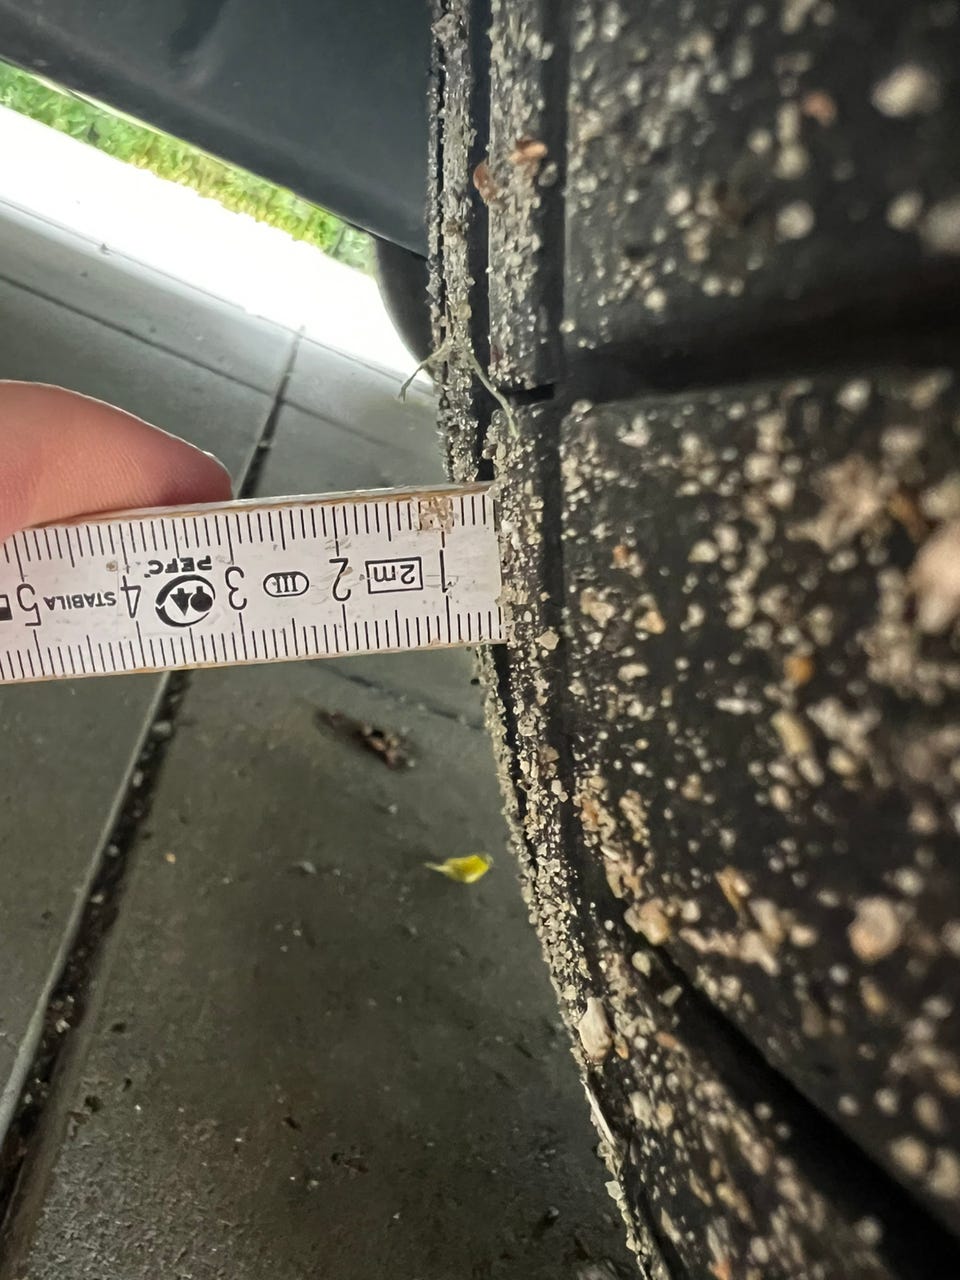 1 2m 2 III 3 PEFC 4 STABILA 5